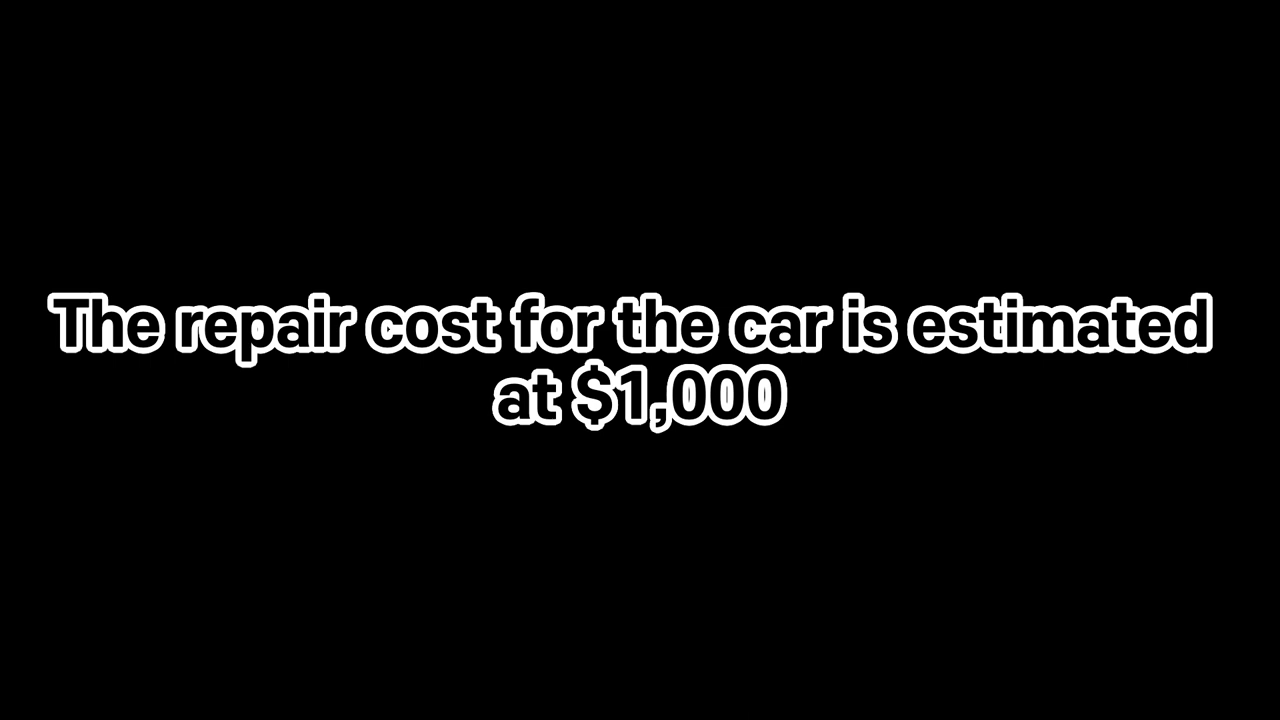 The repair cost for the car is estimated
at $1,000